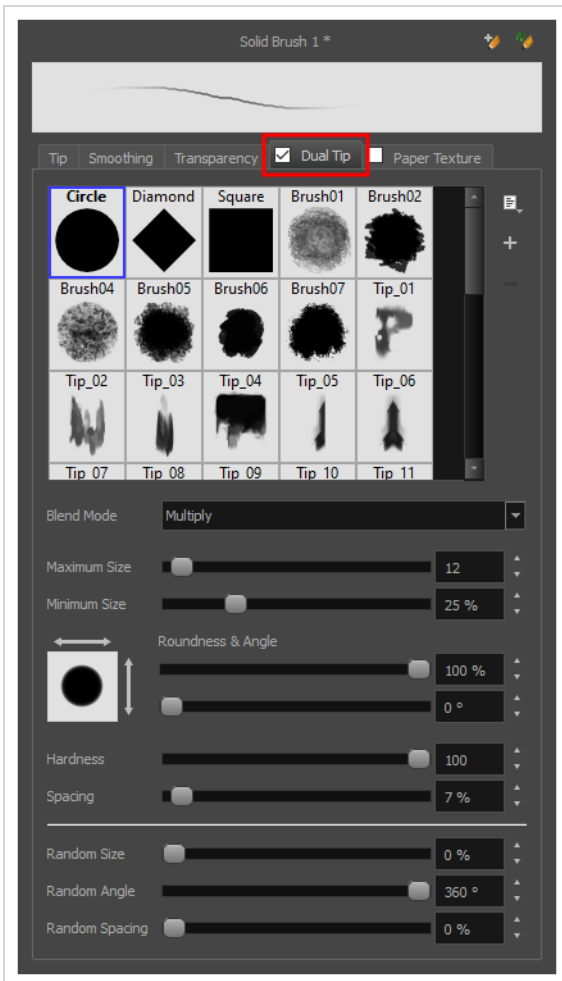 Solid Brush 1 *
Tip Smoothing Transparency Dual Tip Paper Texture
Circle Diamond Square Brush01 Brush02
Brush04 Brush05 Brush06 Brush07 Tip_01
Tip_02 Tip_03 Tip_04 Tip_05 Tip_06
Tip_07 Tip_08 Tip_09 Tip_10 Tip_11
Blend Mode Multiply
Maximum Size 12
Minimum Size 25 %
Roundness & Angle
100 %
0 °
Hardness 100
Spacing 7 %
Random Size 0 %
Random Angle 360 °
Random Spacing 0 %